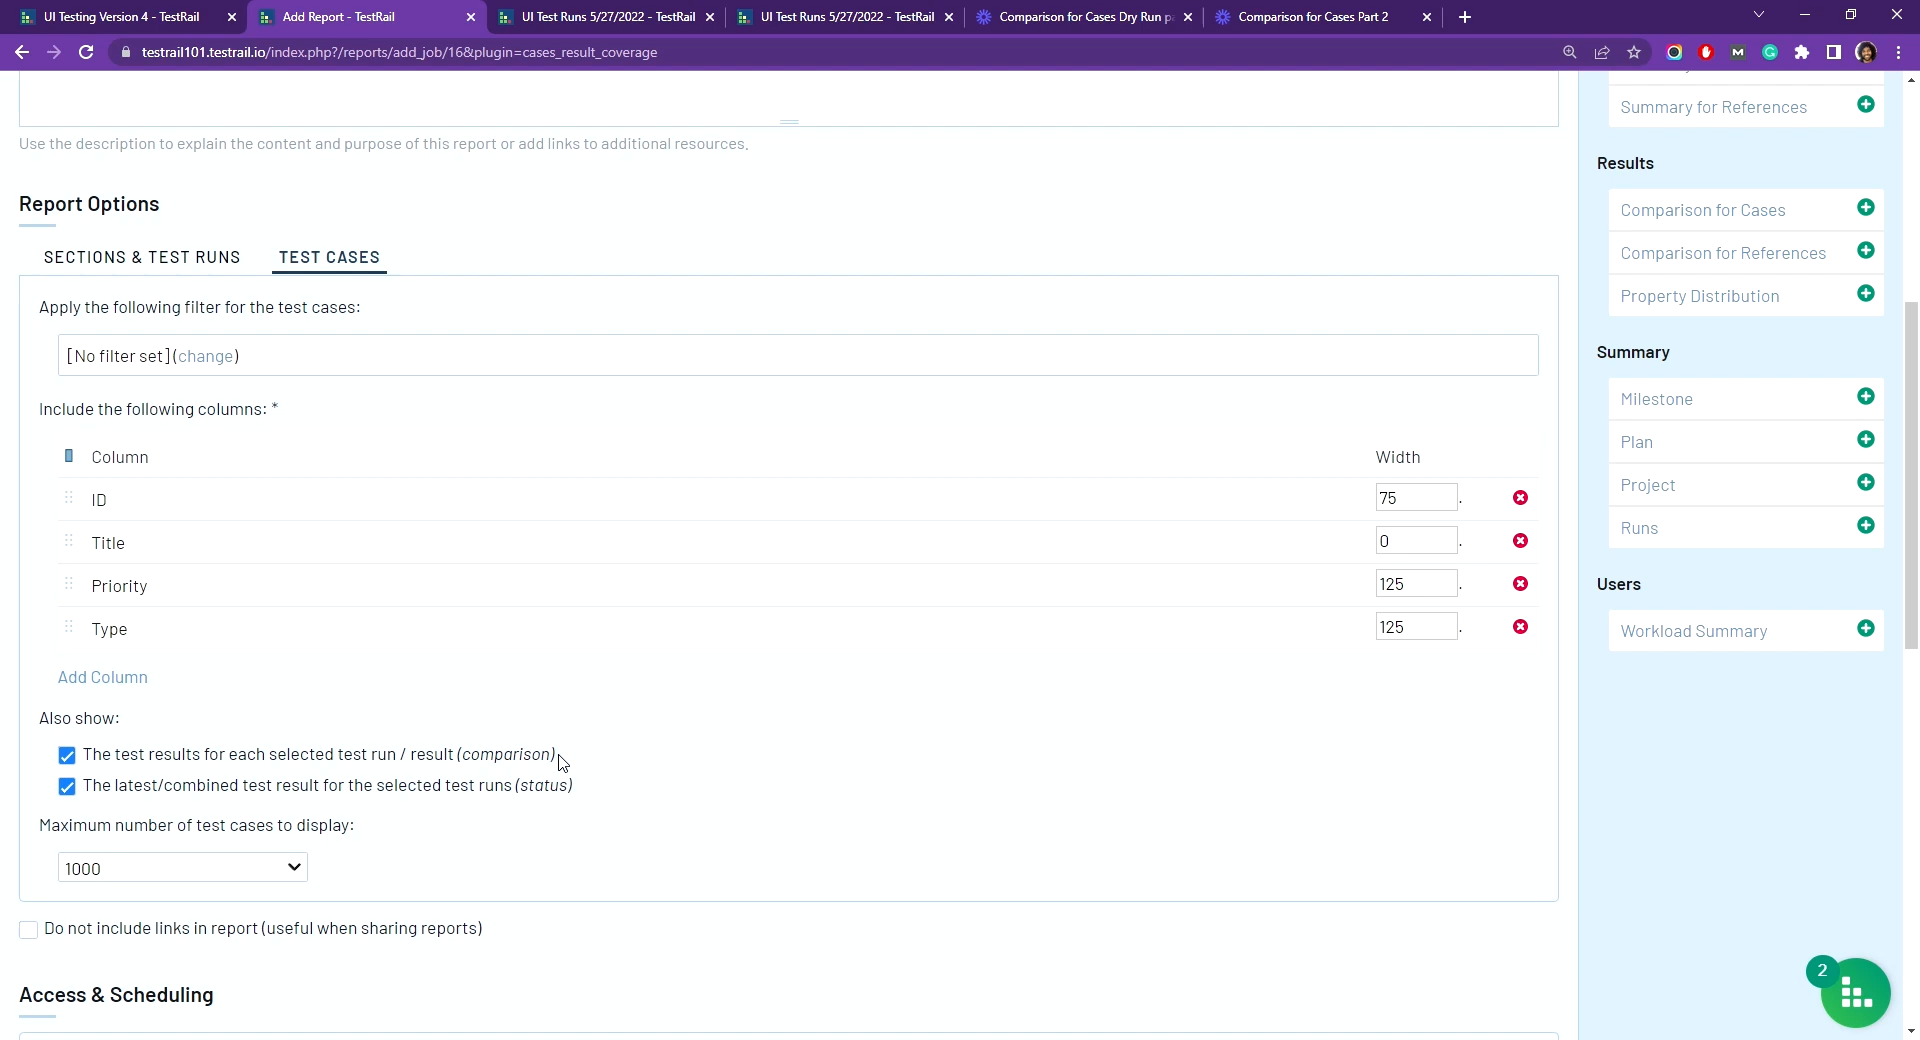 UI Testing Version 4 - TestRail
Add Report - TestRail
UI Test Runs 5/27/2022 - TestRail
UI Test Runs 5/27/2022 - TestRail
Comparison for Cases Dry Run
Comparison for Cases Part 2
testrail101.testrail.io/index.php?/reports/add_job/16&plugin=cases_result_coverage
Use the description to explain the content and purpose of this report or add links to additional resources.
Report Options
SECTIONS & TEST RUNS
TEST CASES
Apply the following filter for the test cases:
[No filter set] (change)
Include the following columns: *
Column
Width
ID
75
.
Title
0
.
Priority
125
.
Type
125
.
Add Column
Also show:
The test results for each selected test run / result (comparison)
The latest/combined test result for the selected test runs (status)
Maximum number of test cases to display:
1000
Do not include links in report (useful when sharing reports)
Access & Scheduling
Summary for References
Results
Comparison for Cases
Comparison for References
Property Distribution
Summary
Milestone
Plan
Project
Runs
Users
Workload Summary
2